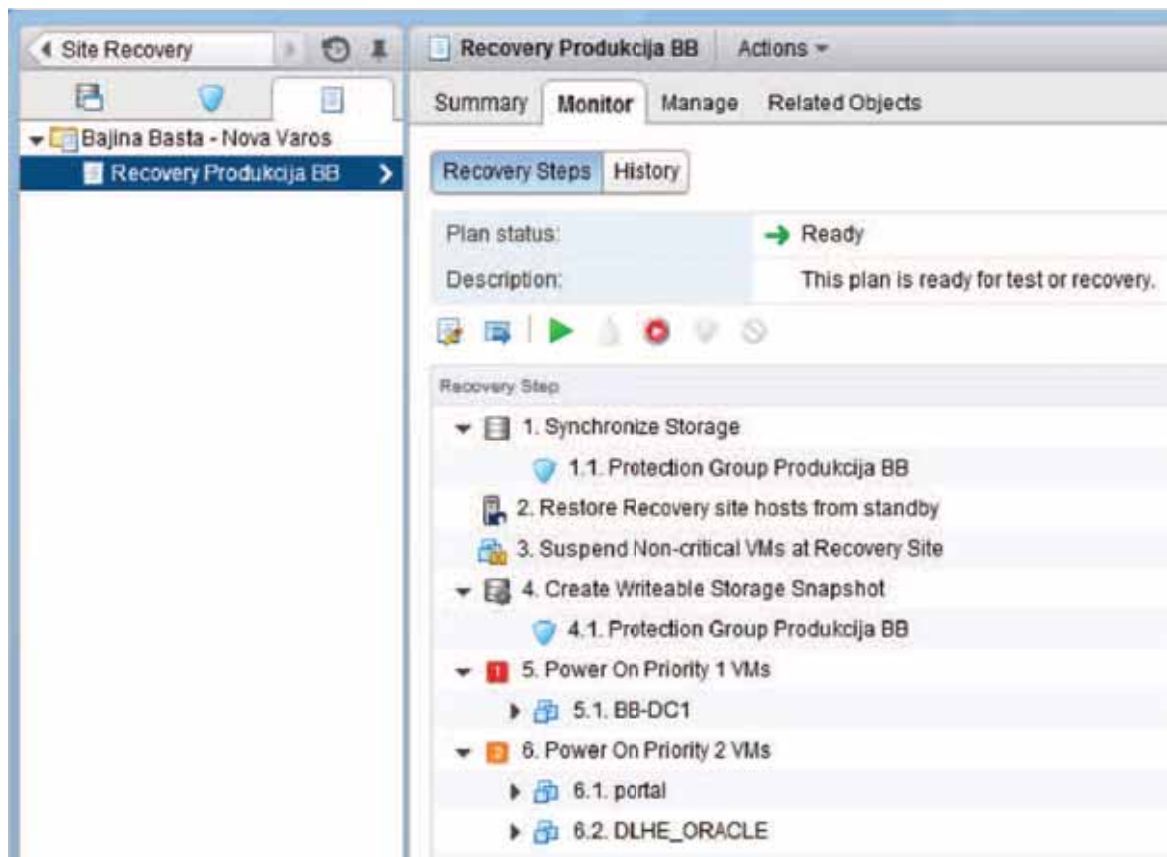 Site Recovery
Bajina Basta - Nova Varos
Recovery Produkcija BB
Recovery Produkcija BB Actions
Summary Monitor Manage Related Objects
Recovery Steps History
Plan status: Ready
Description: This plan is ready for test or recovery.
Recovery Step
1. Synchronize Storage
1.1. Protection Group Produkcija BB
2. Restore Recovery site hosts from standby
3. Suspend Non-critical VMs at Recovery Site
4. Create Writeable Storage Snapshot
4.1. Protection Group Produkcija BB
1 5. Power On Priority 1 VMs
5.1. BB-DC1
2 6. Power On Priority 2 VMs
6.1. portal
6.2. DLHE_ORACLE